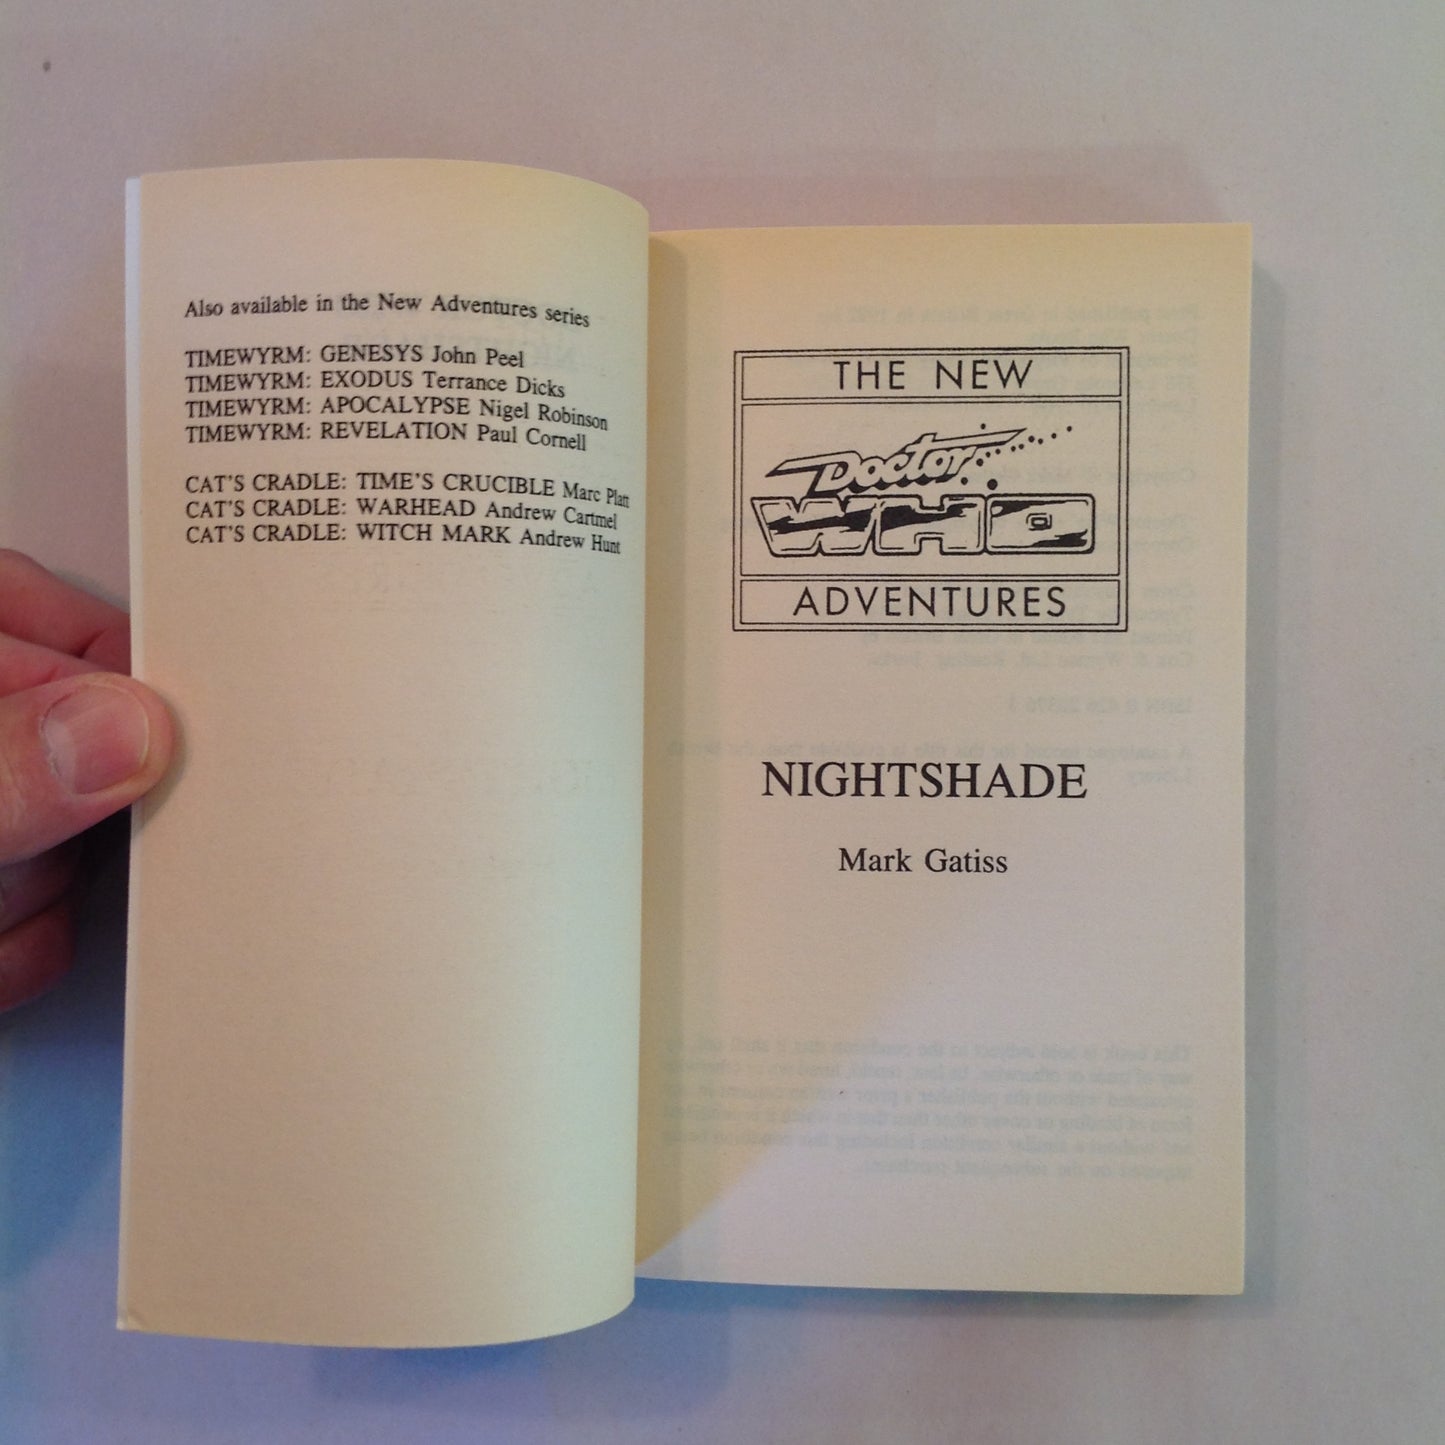 Also available in the New Adventures series
TIMEWYRM: GENESYS John Peel
TIMEWYRM: EXODUS Terrance Dicks
TIMEWYRM: APOCALYPSE Nigel Robinson
TIMEWYRM: REVELATION Paul Cornell
CAT'S CRADLE: TIME'S CRUCIBLE Marc Platt
CAT'S CRADLE: WARHEAD Andrew Cartmel
CAT'S CRADLE: WITCH MARK Andrew Hunt
THE NEW
Doctor
WHO
ADVENTURES
NIGHTSHADE
Mark Gatiss